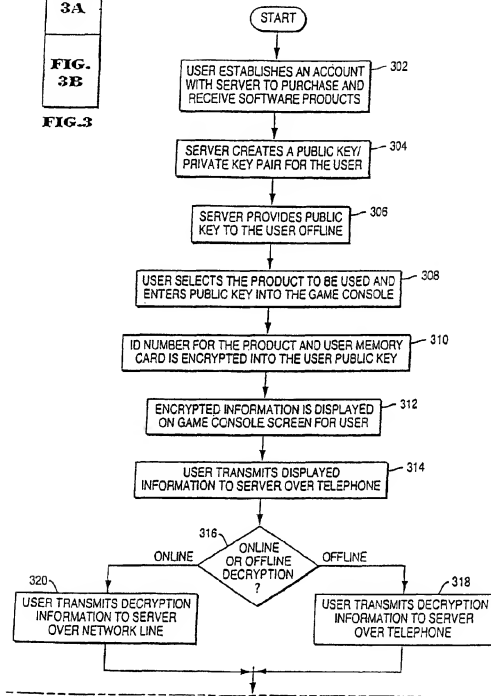 3A
FIG.
3B
FIG.3
START
USER ESTABLISHES AN ACCOUNT
WITH SERVER TO PURCHASE AND
RECEIVE SOFTWARE PRODUCTS
302
SERVER CREATES A PUBLIC KEY/
PRIVATE KEY PAIR FOR THE USER
304
SERVER PROVIDES PUBLIC
KEY TO THE USER OFFLINE
306
USER SELECTS THE PRODUCT TO BE USED AND
ENTERS PUBLIC KEY INTO THE GAME CONSOLE
308
ID NUMBER FOR THE PRODUCT AND USER MEMORY
CARD IS ENCRYPTED INTO THE USER PUBLIC KEY
310
ENCRYPTED INFORMATION IS DISPLAYED
ON GAME CONSOLE SCREEN FOR USER
312
USER TRANSMITS DISPLAYED
INFORMATION TO SERVER OVER TELEPHONE
314
316
ONLINE
OR OFFLINE
DECRYPTION
?
ONLINE
OFFLINE
320
USER TRANSMITS DECRYPTION
INFORMATION TO SERVER
OVER NETWORK LINE
318
USER TRANSMITS DECRYPTION
INFORMATION TO SERVER
OVER TELEPHONE